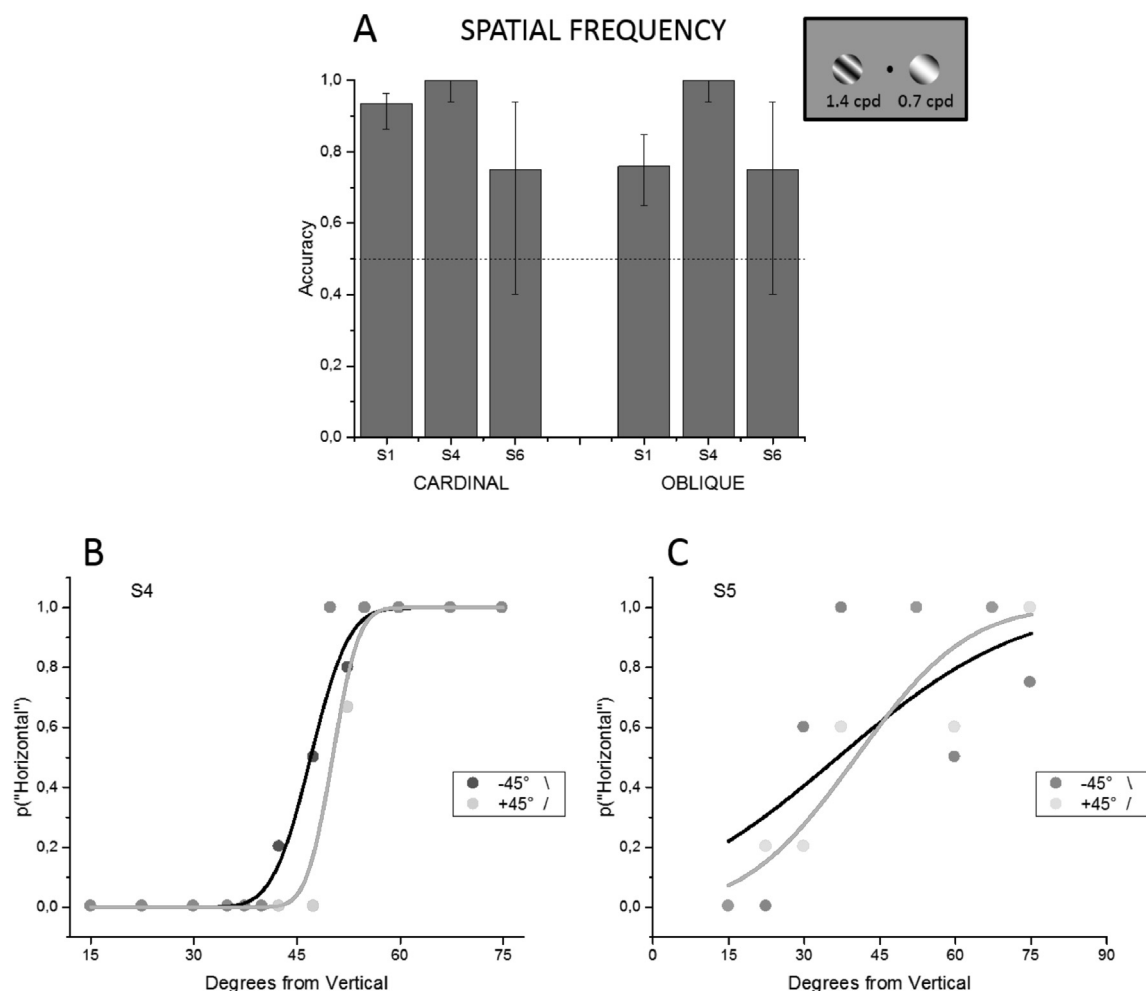 A SPATIAL FREQUENCY
1.4 cpd 0.7 cpd
1,0
0,8
0,6
0,4
0,2
0,0
Accuracy
S1 S4 S6 S1 S4 S6
CARDINAL OBLIQUE
B
S4
1,0
0,8
0,6
0,4
0,2
0,0
p("Horizontal")
-45° \
+45° /
15 30 45 60 75
Degrees from Vertical
C
S5
1,0
0,8
0,6
0,4
0,2
0,0
p("Horizontal")
-45° \
+45° /
0 15 30 45 60 75 90
Degrees from Vertical